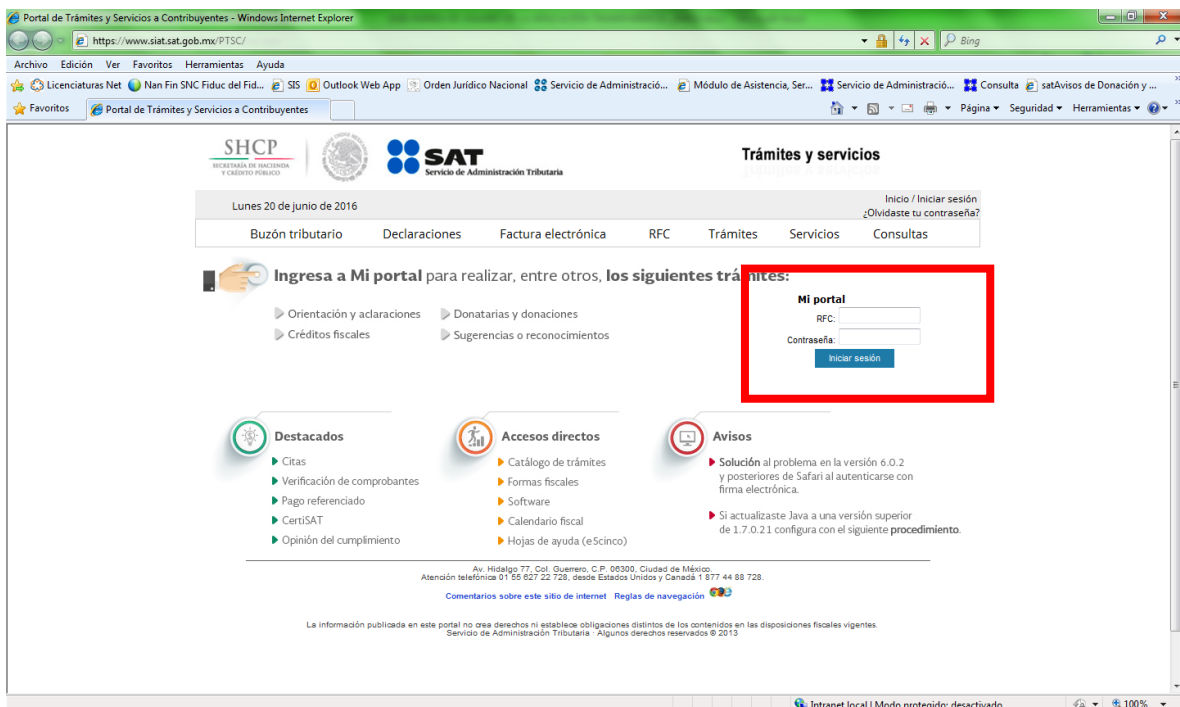 Portal de Trámites y Servicios a Contribuyentes - Windows Internet Explorer
https://www.siat.sat.gob.mx/PTSC/
Bing
Archivo Edición Ver Favoritos Herramientas Ayuda
Licenciaturas Net Nan Fin SNC Fiduc del Fid... SIS Outlook Web App Orden Jurídico Nacional Servicio de Administració... Módulo de Asistencia, Ser... Servicio de Administració... Consulta satAvisos de Donación y ...
Favoritos Portal de Trámites y Servicios a Contribuyentes Página Seguridad Herramientas
SHCP
SECRETARÍA DE HACIENDA
Y CRÉDITO PÚBLICO
SAT
Servicio de Administración Tributaria
Trámites y servicios
Lunes 20 de junio de 2016
Inicio / Iniciar sesión
¿Olvidaste tu contraseña?
Buzón tributario Declaraciones Factura electrónica RFC Trámites Servicios Consultas
Ingresa a Mi portal para realizar, entre otros, los siguientes trámites:
Orientación y aclaraciones Donatarias y donaciones
Créditos fiscales Sugerencias o reconocimientos
Mi portal
RFC:
Contraseña:
Iniciar sesión
Destacados
Citas
Verificación de comprobantes
Pago referenciado
CertiSAT
Opinión del cumplimiento
Accesos directos
Catálogo de trámites
Formas fiscales
Software
Calendario fiscal
Hojas de ayuda (e5cinco)
Avisos
Solución al problema en la versión 6.0.2
y posteriores de Safari al autenticarse con
firma electrónica.
Si actualizaste Java a una versión superior
de 1.7.0.21 configura con el siguiente procedimiento.
Av. Hidalgo 77, Col. Guerrero, C.P. 06300, Ciudad de México.
Atención telefónica 01 55 627 22 728, desde Estados Unidos y Canadá 1 877 44 88 728.
Comentarios sobre este sitio de internet Reglas de navegación
La información publicada en este portal no crea derechos ni establece obligaciones distintos de los contenidos en las disposiciones fiscales vigentes.
Servicio de Administración Tributaria · Algunos derechos reservados © 2013
Intranet local | Modo protegido: desactivado 100%